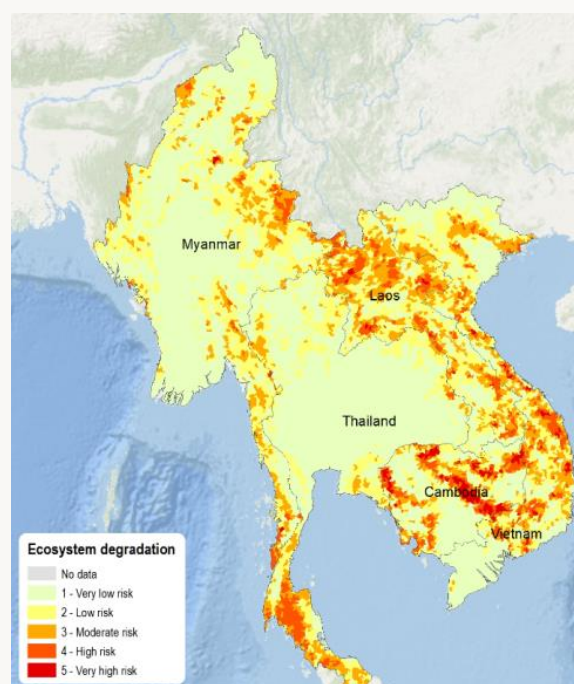 Myanmar
Laos
Thailand
Cambodia
Vietnam
Ecosystem degradation
No data
1 - Very low risk
2 - Low risk
3 - Moderate risk
4 - High risk
5 - Very high risk